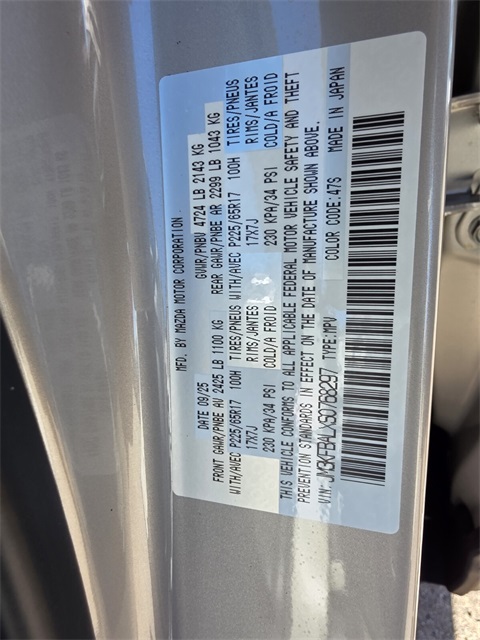 MFD. BY MAZDA MOTOR CORPORATION
DATE 09/25 GVWR/PNBV 4724 LB 2143 KG
FRONT GAWR/PNBE AV 2425 LB 1100 KG REAR GAWR/PNBE AR 2299 LB 1043 KG
WITH/AVEC P225/65R17 100H TIRES/PNEUS WITH/AVEC P225/65R17 100H TIRES/PNEUS
17X7J RIMS/JANTES 17X7J RIMS/JANTES
230 KPA/34 PSI COLD/A FROID 230 KPA/34 PSI COLD/A FROID
THIS VEHICLE CONFORMS TO ALL APPLICABLE FEDERAL MOTOR VEHICLE SAFETY AND THEFT
PREVENTION STANDARDS IN EFFECT ON THE DATE OF MANUFACTURE SHOWN ABOVE.
COLOR CODE:47S MADE IN JAPAN
V.I.N: JM3KFBALXS0768297 TYPE:MPV